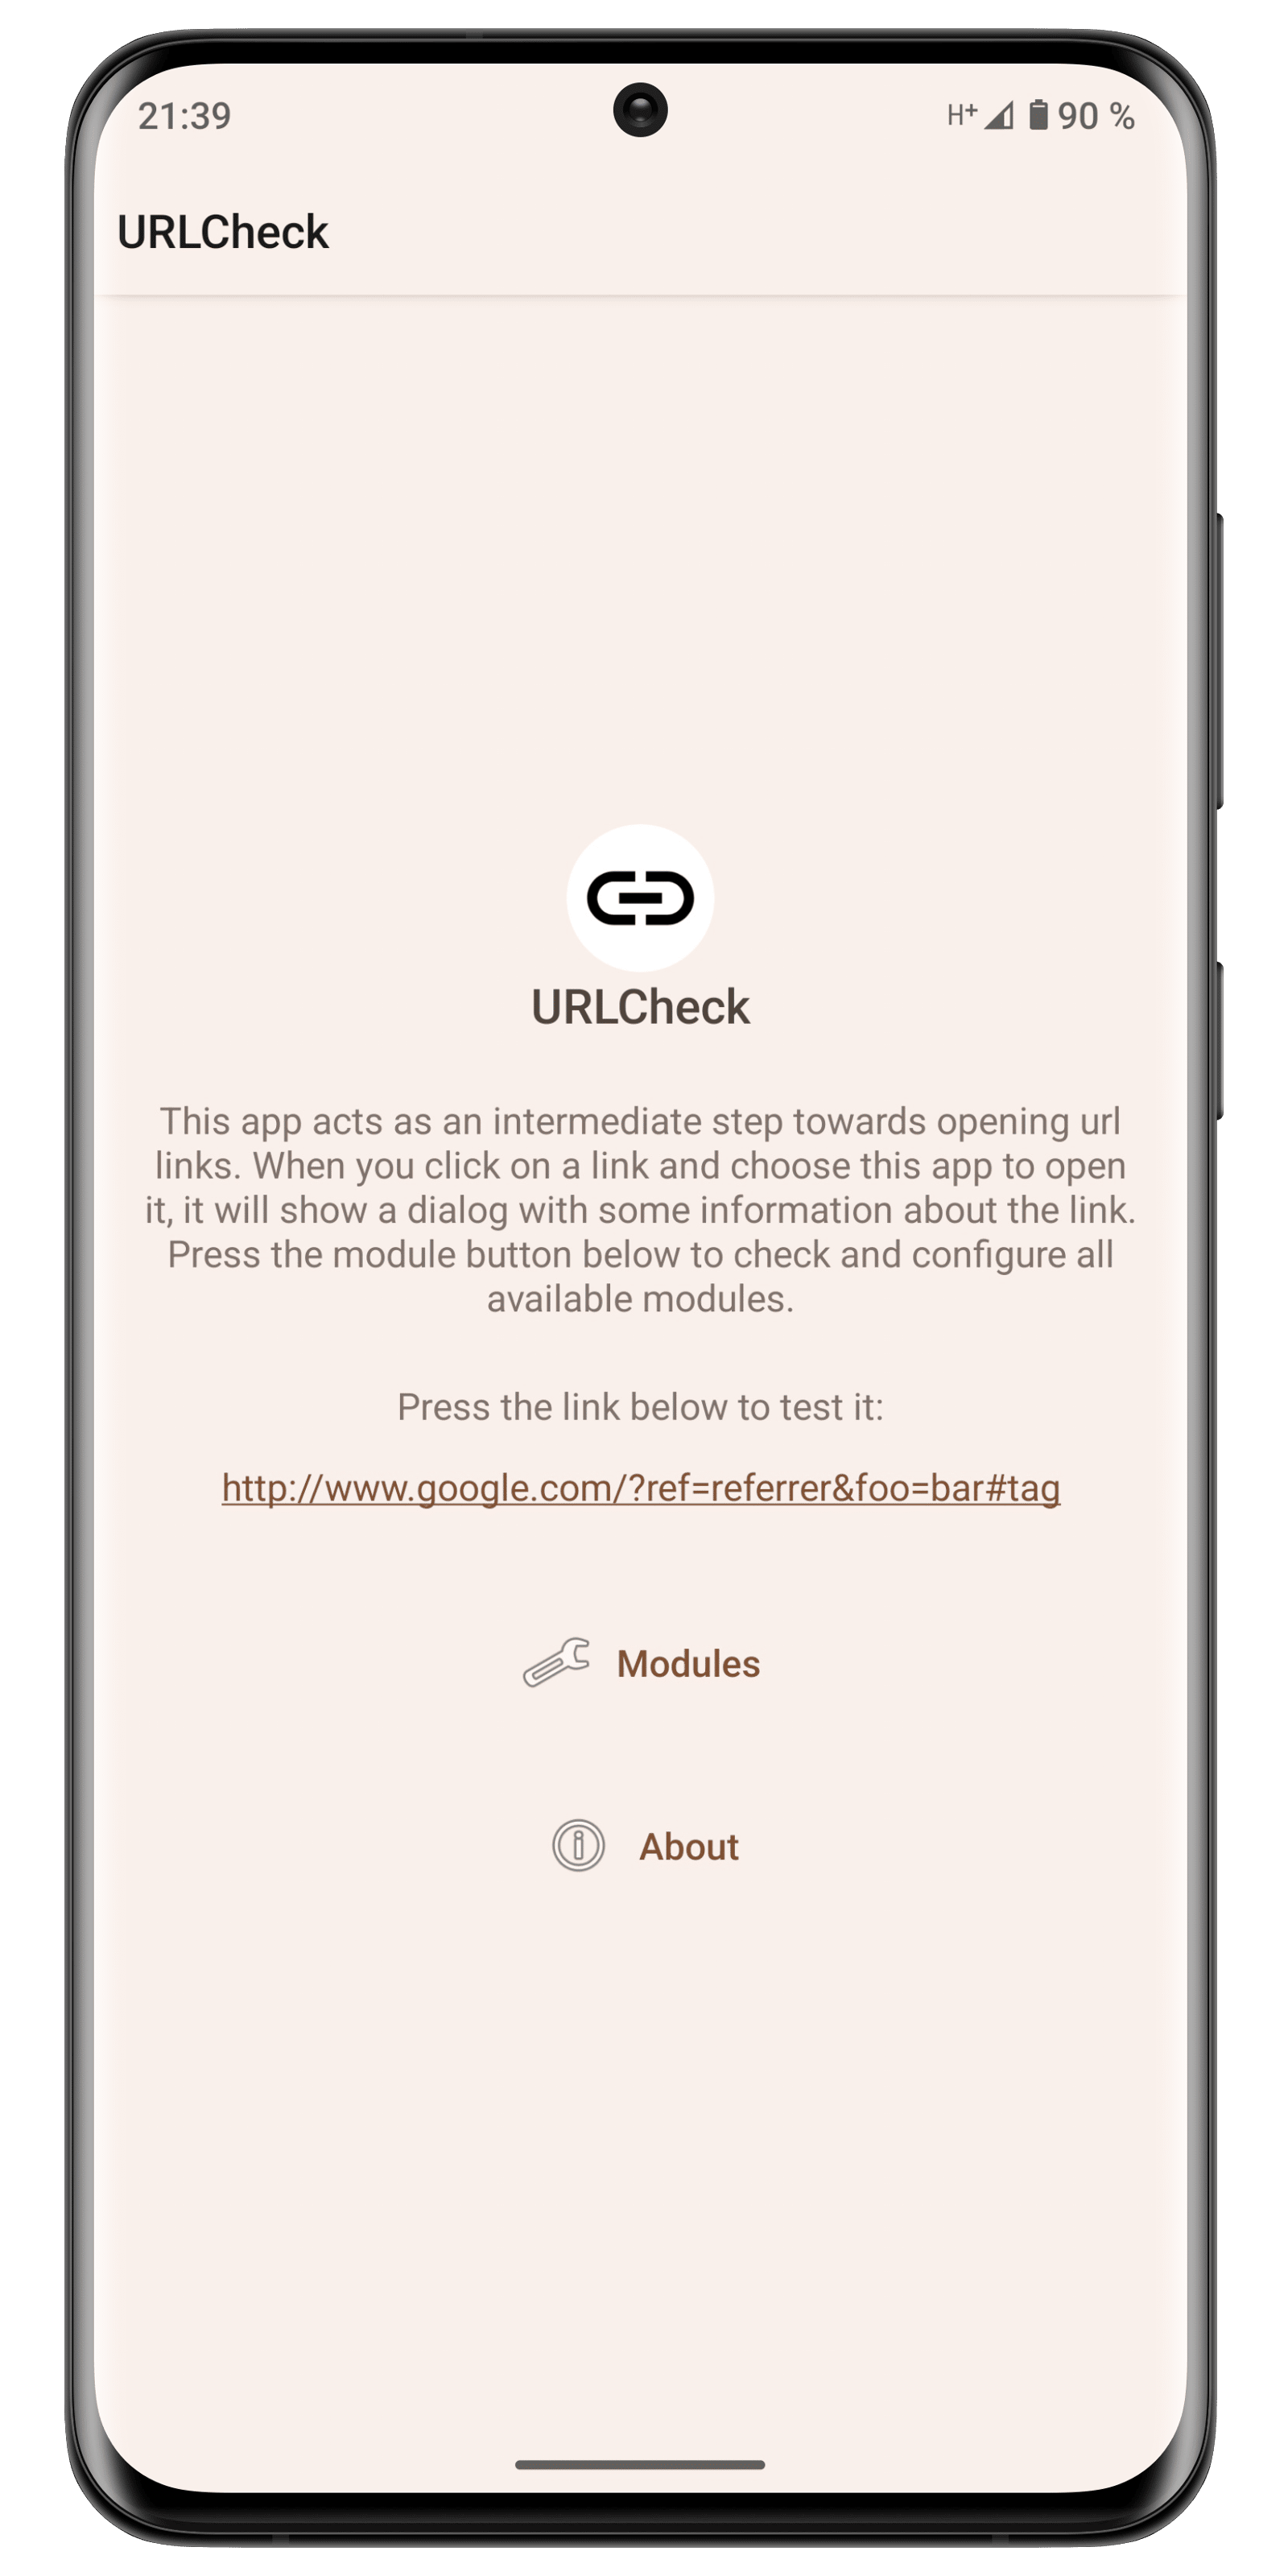 21:39
H+ 90 %
URLCheck
URLCheck
This app acts as an intermediate step towards opening url
links. When you click on a link and choose this app to open
it, it will show a dialog with some information about the link.
Press the module button below to check and configure all
available modules.
Press the link below to test it:
http://www.google.com/?ref=referrer&foo=bar#tag
Modules
About